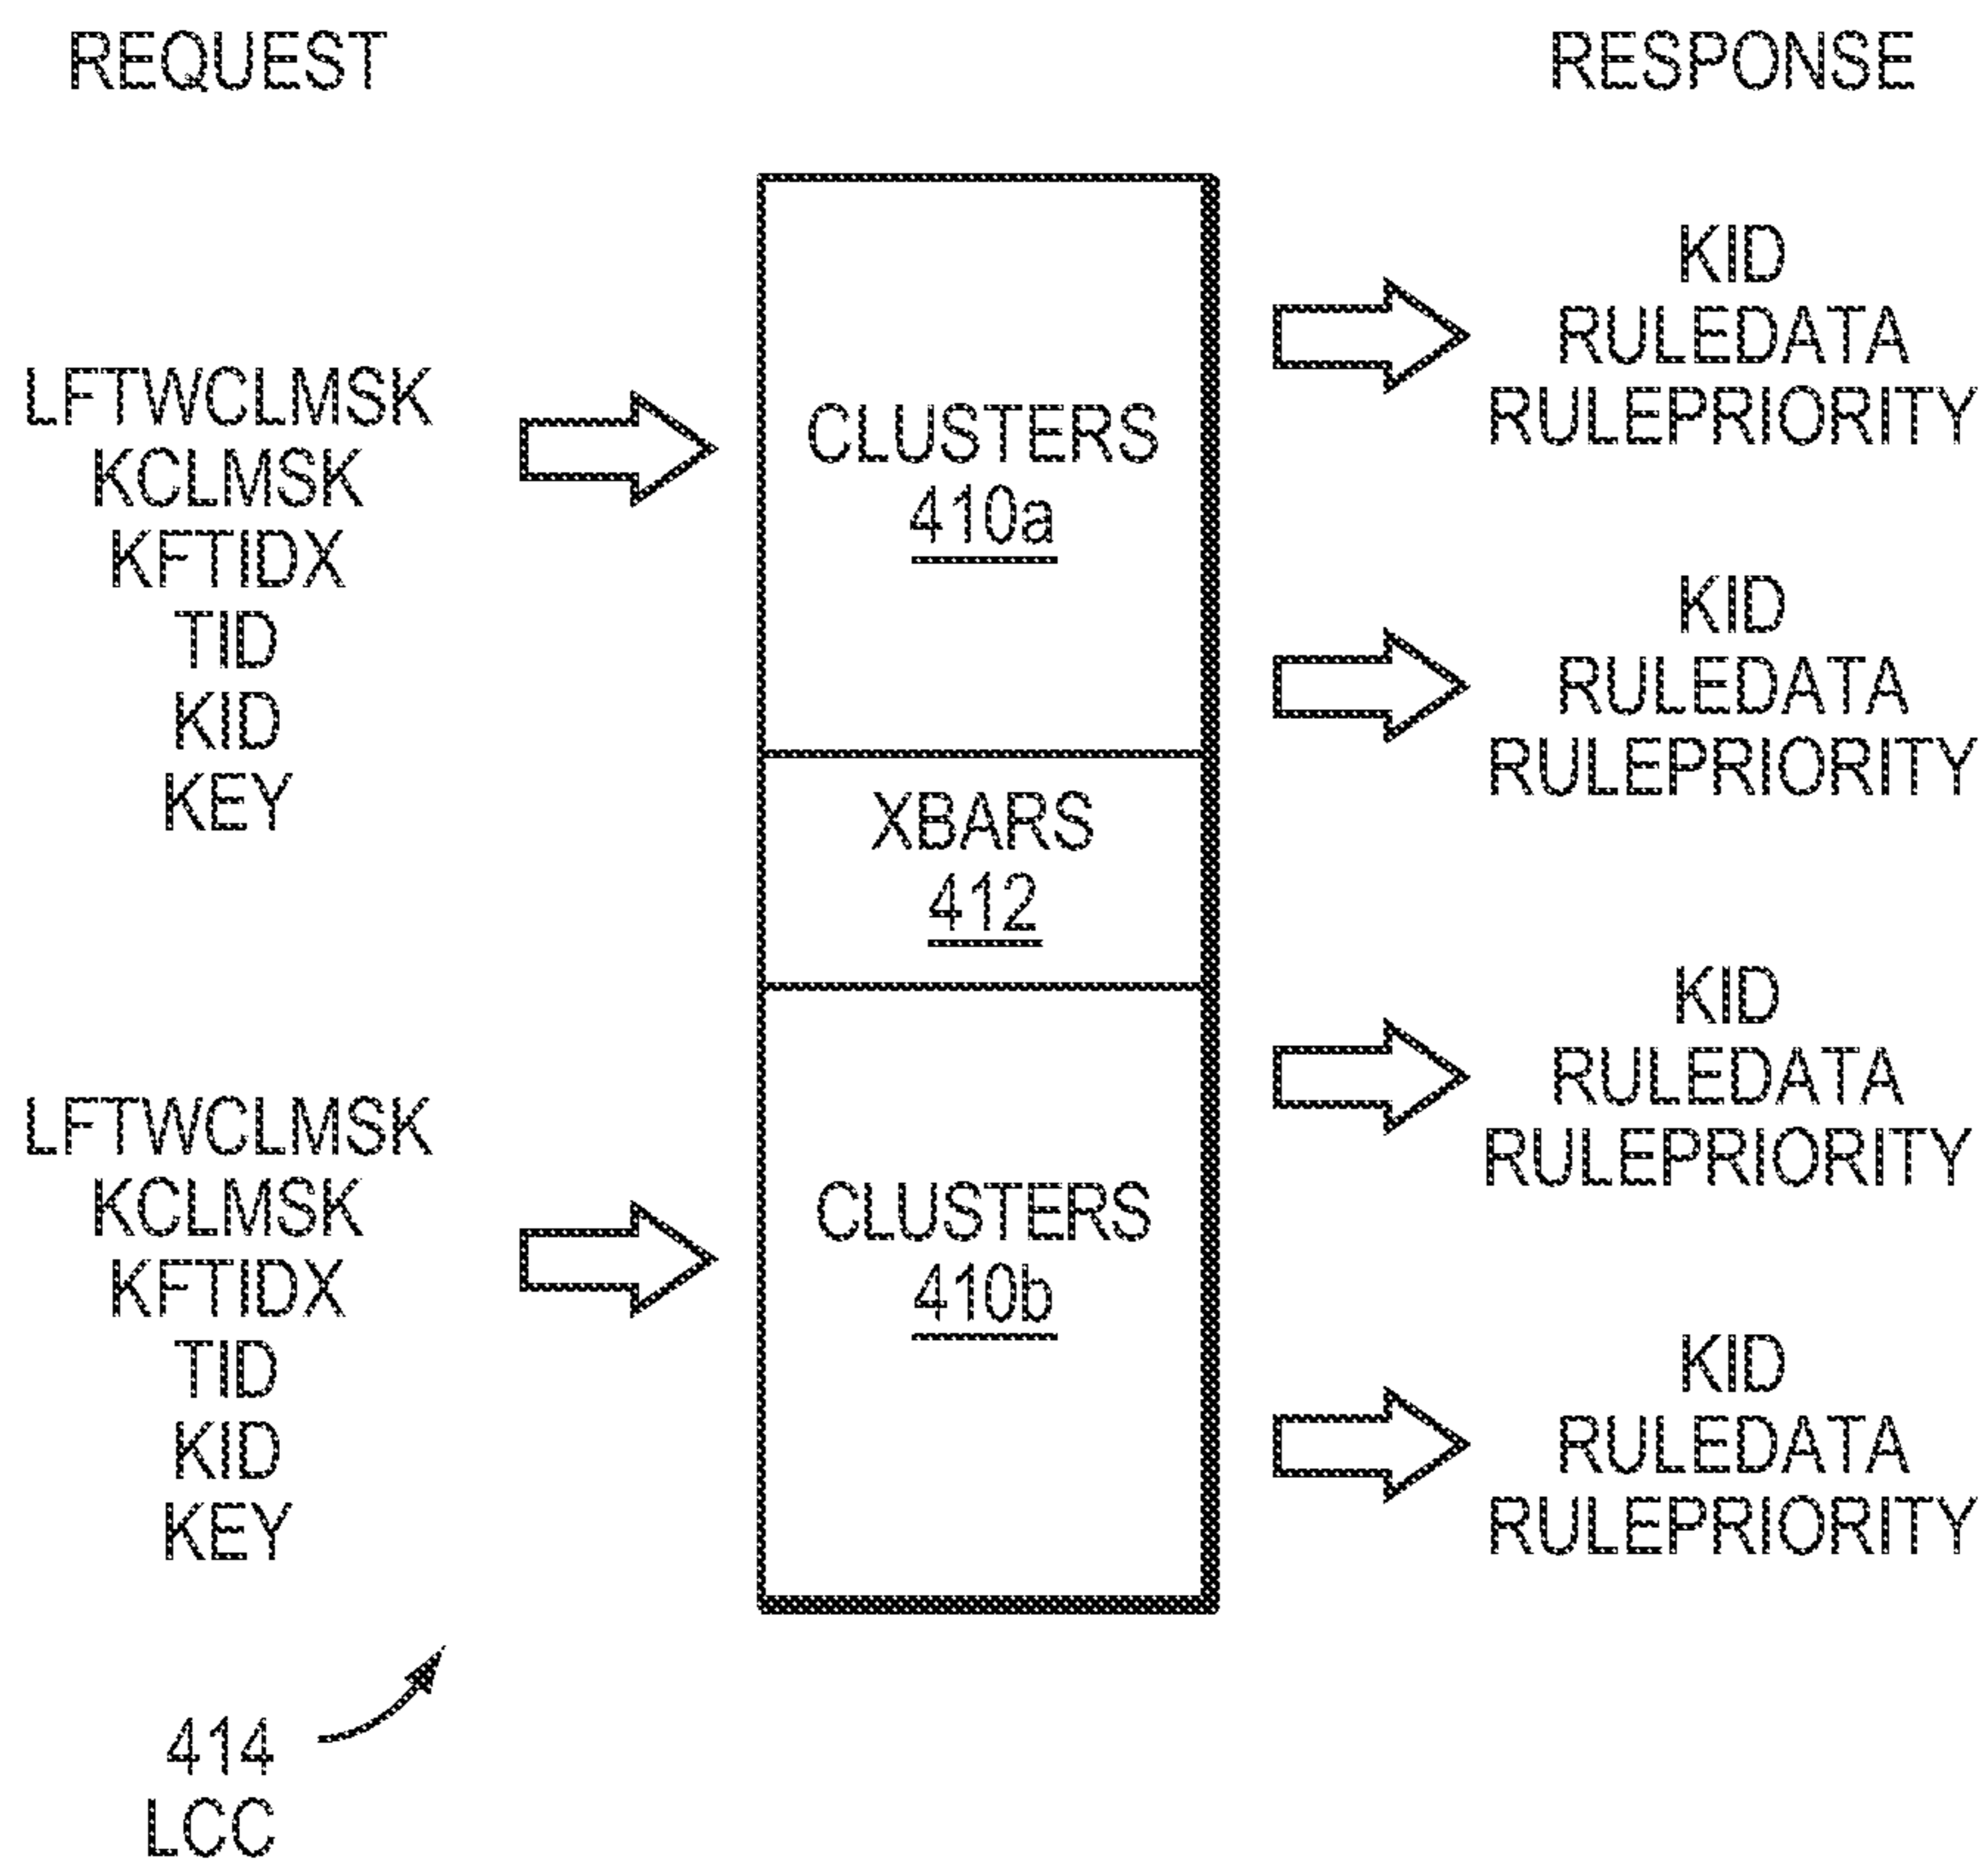 REQUEST
RESPONSE
LFTWCLMSK
KCLMSK
KFTIDX
TID
KID
KEY
LFTWCLMSK
KCLMSK
KFTIDX
TID
KID
KEY
414
LCC
CLUSTERS
410a
XBARS
412
CLUSTERS
410b
KID
RULEDATA
RULEPRIORITY
KID
RULEDATA
RULEPRIORITY
KID
RULEDATA
RULEPRIORITY
KID
RULEDATA
RULEPRIORITY